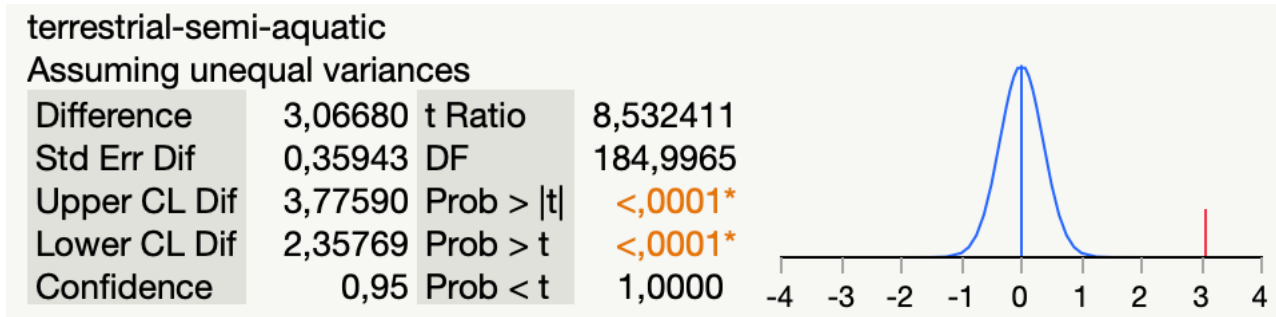 terrestrial-semi-aquatic
Assuming unequal variances
Difference 3,06680 t Ratio 8,532411
Std Err Dif 0,35943 DF 184,9965
Upper CL Dif 3,77590 Prob > |t| <,0001*
Lower CL Dif 2,35769 Prob > t <,0001*
Confidence 0,95 Prob < t 1,0000
-4 -3 -2 -1 0 1 2 3 4